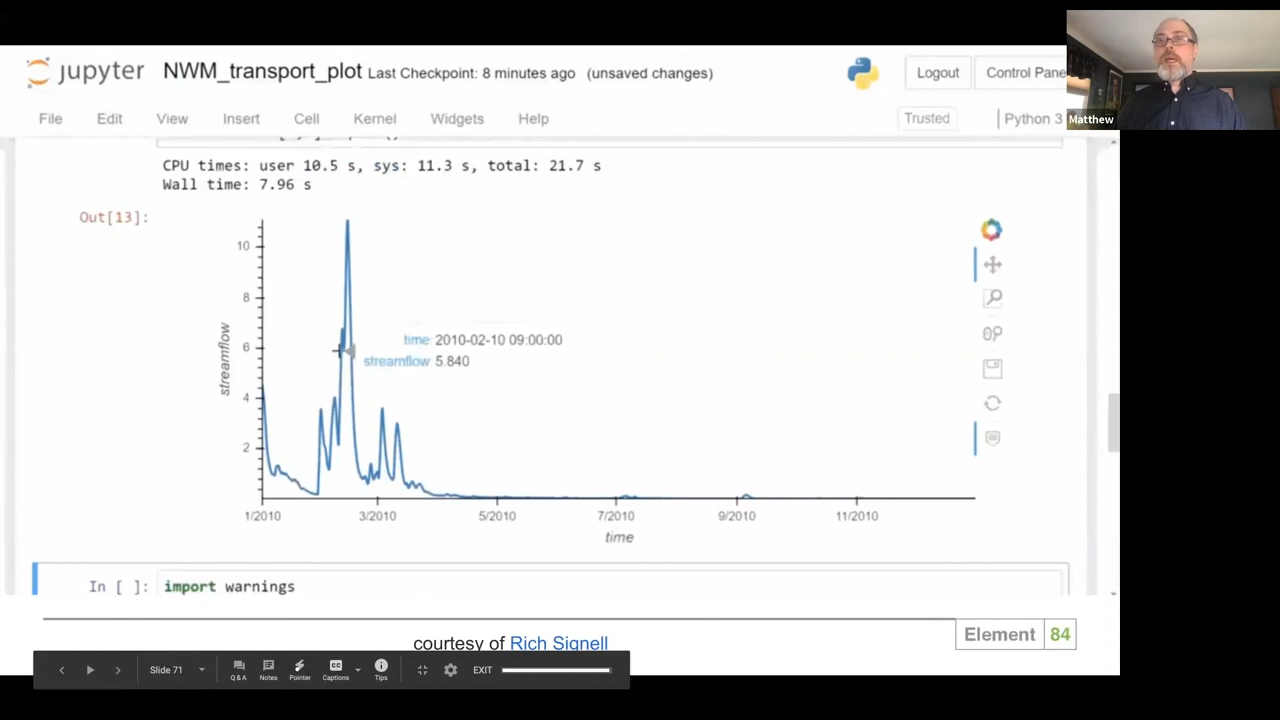 jupyter NWM_transport_plot Last Checkpoint: 8 minutes ago (unsaved changes)
Logout
Control Pane
Matthew
File Edit View Insert Cell Kernel Widgets Help
Trusted
Python 3
CPU times: user 10.5 s, sys: 11.3 s, total: 21.7 s
Wall time: 7.96 s
Out[13]:
10
8
6
4
2
streamflow
time: 2010-02-10 09:00:00
streamflow: 5.840
1/2010 3/2010 5/2010 7/2010 9/2010 11/2010
time
In [ ]: import warnings
courtesy of Rich Signell
Element 84
Slide 71
Q & A
Notes
Pointer
CC
Captions
Tips
EXIT